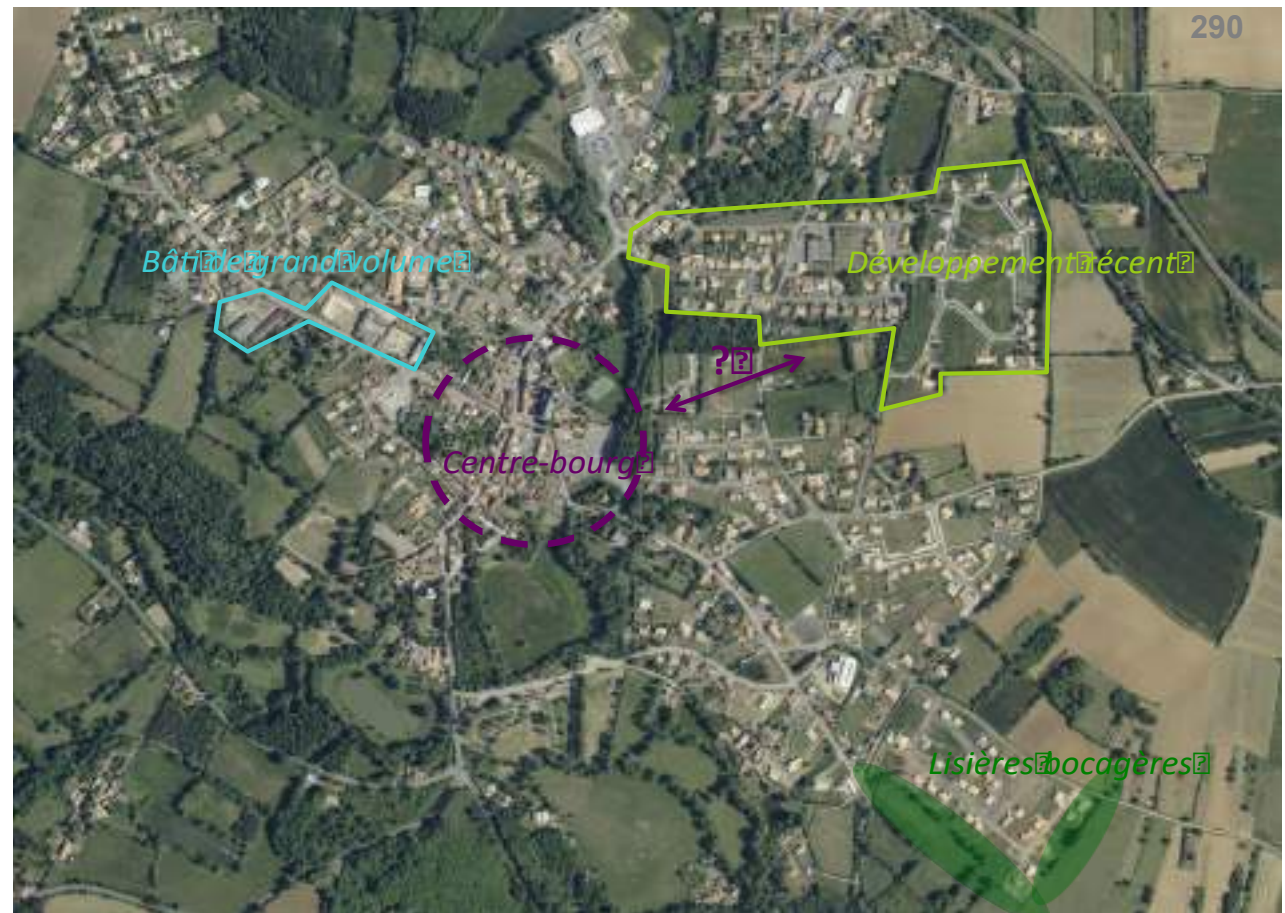 290
Bâti de grand volume
Développement récent
?
Centre-bourg
Lisières bocagères